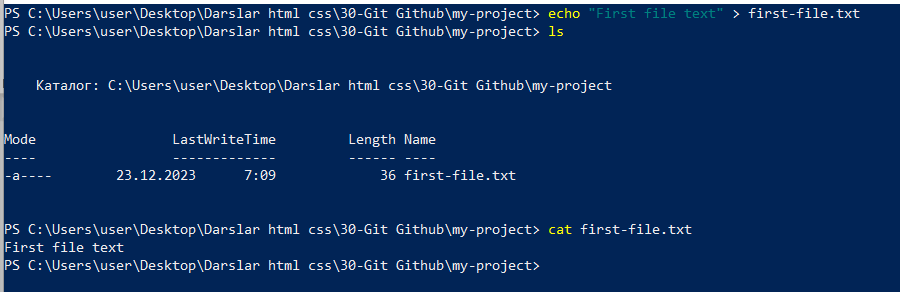 PS C:\Users\user\Desktop\Darslar html css\30-Git Github\my-project> echo "First file text" > first-file.txt
PS C:\Users\user\Desktop\Darslar html css\30-Git Github\my-project> ls
Каталог: C:\Users\user\Desktop\Darslar html css\30-Git Github\my-project
Mode LastWriteTime Length Name
---- ------------- ------ ----
-a---- 23.12.2023 7:09 36 first-file.txt
PS C:\Users\user\Desktop\Darslar html css\30-Git Github\my-project> cat first-file.txt
First file text
PS C:\Users\user\Desktop\Darslar html css\30-Git Github\my-project>